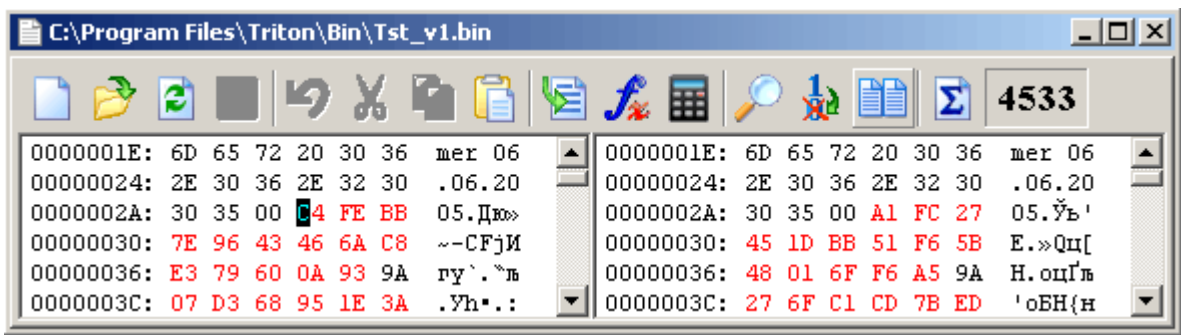 C:\Program Files\Triton\Bin\Tst_v1.bin
4533
0000001E: 6D 65 72 20 30 36 mer 06
00000024: 2E 30 36 2E 32 30 .06.20
0000002A: 30 35 00 C4 FE BB 05.Дю»
00000030: 7E 96 43 46 6A C8 ~–CFjИ
00000036: E3 79 60 0A 93 9A гy`.“љ
0000003C: 07 D3 68 95 1E 3A .Уh•.:
0000001E: 6D 65 72 20 30 36 mer 06
00000024: 2E 30 36 2E 32 30 .06.20
0000002A: 30 35 00 A1 FC 27 05.Ўь'
00000030: 45 1D BB 51 F6 5B E.»Qц[
00000036: 48 01 6F F6 A5 9A H.oцҐљ
0000003C: 27 6F C1 CD 7B ED 'oБН{н